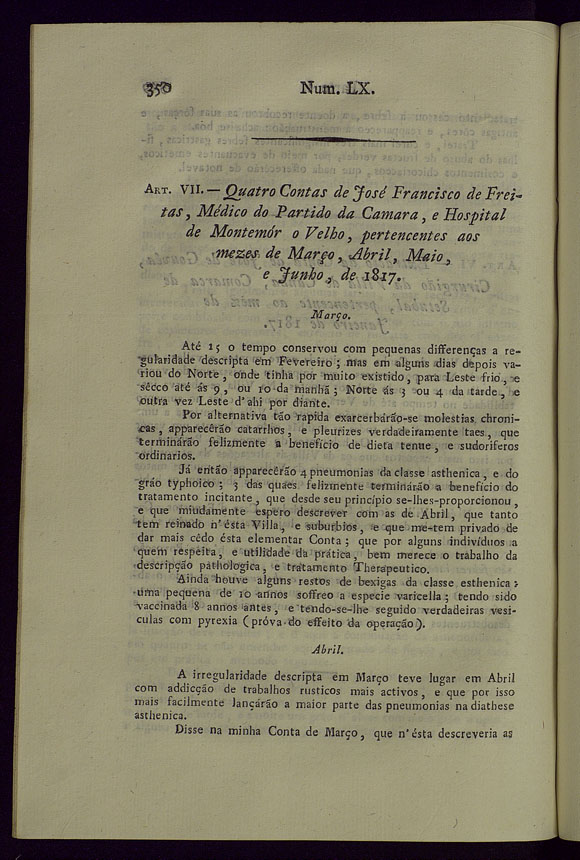 350 Num. LX.
ART. VII. — Quatro Contas de José Francisco de Frei-
tas, Médico do Partido da Camara, e Hospital
de Montemór o Velho, pertencentes aos
mezes de Março, Abril, Maio,
e Junho, de 1817.
Março.
Até 15 o tempo conservou com pequenas differenças a re-
gularidade descripta em Fevereiro; mas em alguns dias depois va-
riou do Norte, onde tinha por muito existido, para Leste frio, e
sêcco até ás 9, ou 10 da manhã; Norte ás 3 ou 4 da tarde, e
outra vez Leste d'ahi por diante.
Por alternativa tão rapida exarcerbárão-se molestias chroni-
cas, apparecêrão catarrhos, e pleurizes verdadeiramente taes, que
terminárão felizmente a beneficio de dieta tenue, e sudoriferos
ordinarios.
Já então apparecêrão 4 pneumonias da classe asthenica, e do
gráo typhoico; 3 das quaes felizmente terminárão a beneficio do
tratamento incitante, que desde seu princípio se-lhes-proporcionou,
e que miudamente espero descrever com as de Abril, que tanto
tem reinado n'ésta Villa, e suburbios, e que me-tem privado de
dar mais cêdo ésta elementar Conta; que por alguns indivíduos a
quem respeita, e utilidade da prática, bem merece o trabalho da
descripção pathologica, e tratamento Therapeutico.
Ainda houve alguns restos de bexigas da classe esthenica:
uma pequena de 10 annos soffreo a especie varicella; tendo sido
vaccinada 8 annos antes, e tendo-se-lhe seguido verdadeiras vesi-
culas com pyrexia (próva do effeito da operação).
Abril.
A irregularidade descripta em Março teve lugar em Abril
com addicção de trabalhos rusticos mais activos, e que por isso
mais facilmente lançárão a maior parte das pneumonias na diathese
asthenica.
Disse na minha Conta de Março, que n'ésta descreveria as